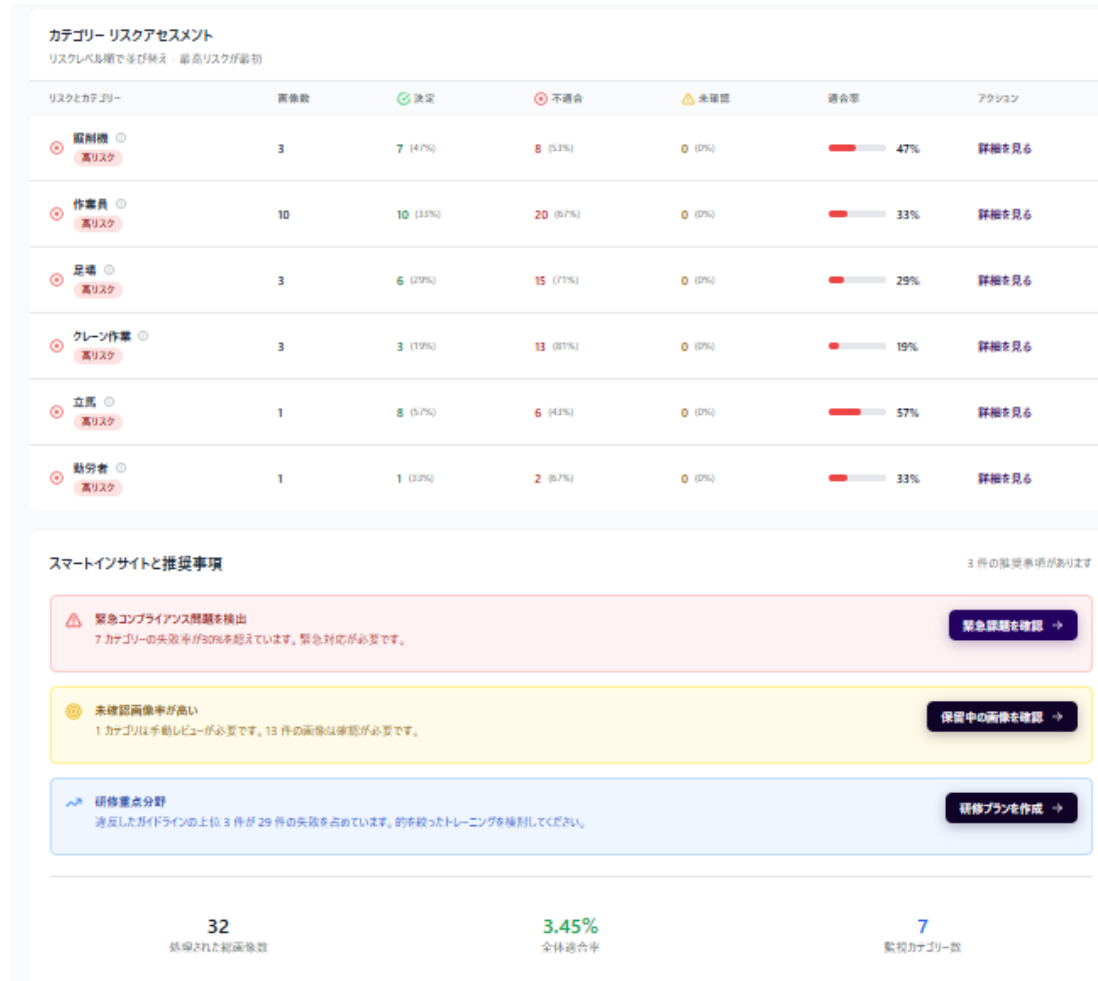 カテゴリー リスクアセスメント
リスクレベル順で並び替え · 最高リスクが最初
リスクとカテゴリー 画像数 決定 不適合 未確認 適合率 アクション
掘削機
高リスク
3 7 (47%) 8 (53%) 0 (0%) 47% 詳細を見る
作業員
高リスク
10 10 (33%) 20 (67%) 0 (0%) 33% 詳細を見る
足場
高リスク
3 6 (29%) 15 (71%) 0 (0%) 29% 詳細を見る
クレーン作業
高リスク
3 3 (19%) 13 (81%) 0 (0%) 19% 詳細を見る
立馬
高リスク
1 8 (57%) 6 (43%) 0 (0%) 57% 詳細を見る
勤労者
高リスク
1 1 (33%) 2 (67%) 0 (0%) 33% 詳細を見る
スマートインサイトと推奨事項
3 件の推奨事項があります
緊急コンプライアンス問題を検出
7 カテゴリーの失敗率が30%を超えています。緊急対応が必要です。
緊急課題を確認 →
未確認画像率が高い
1 カテゴリは手動レビューが必要です。13 件の画像は確認が必要です。
保留中の画像を確認 →
研修重点分野
違反したガイドラインの上位 3 件が 29 件の失敗を占めています。的を絞ったトレーニングを検討してください。
研修プランを作成 →
32 3.45% 7
処理された総画像数 全体適合率 監視カテゴリー数